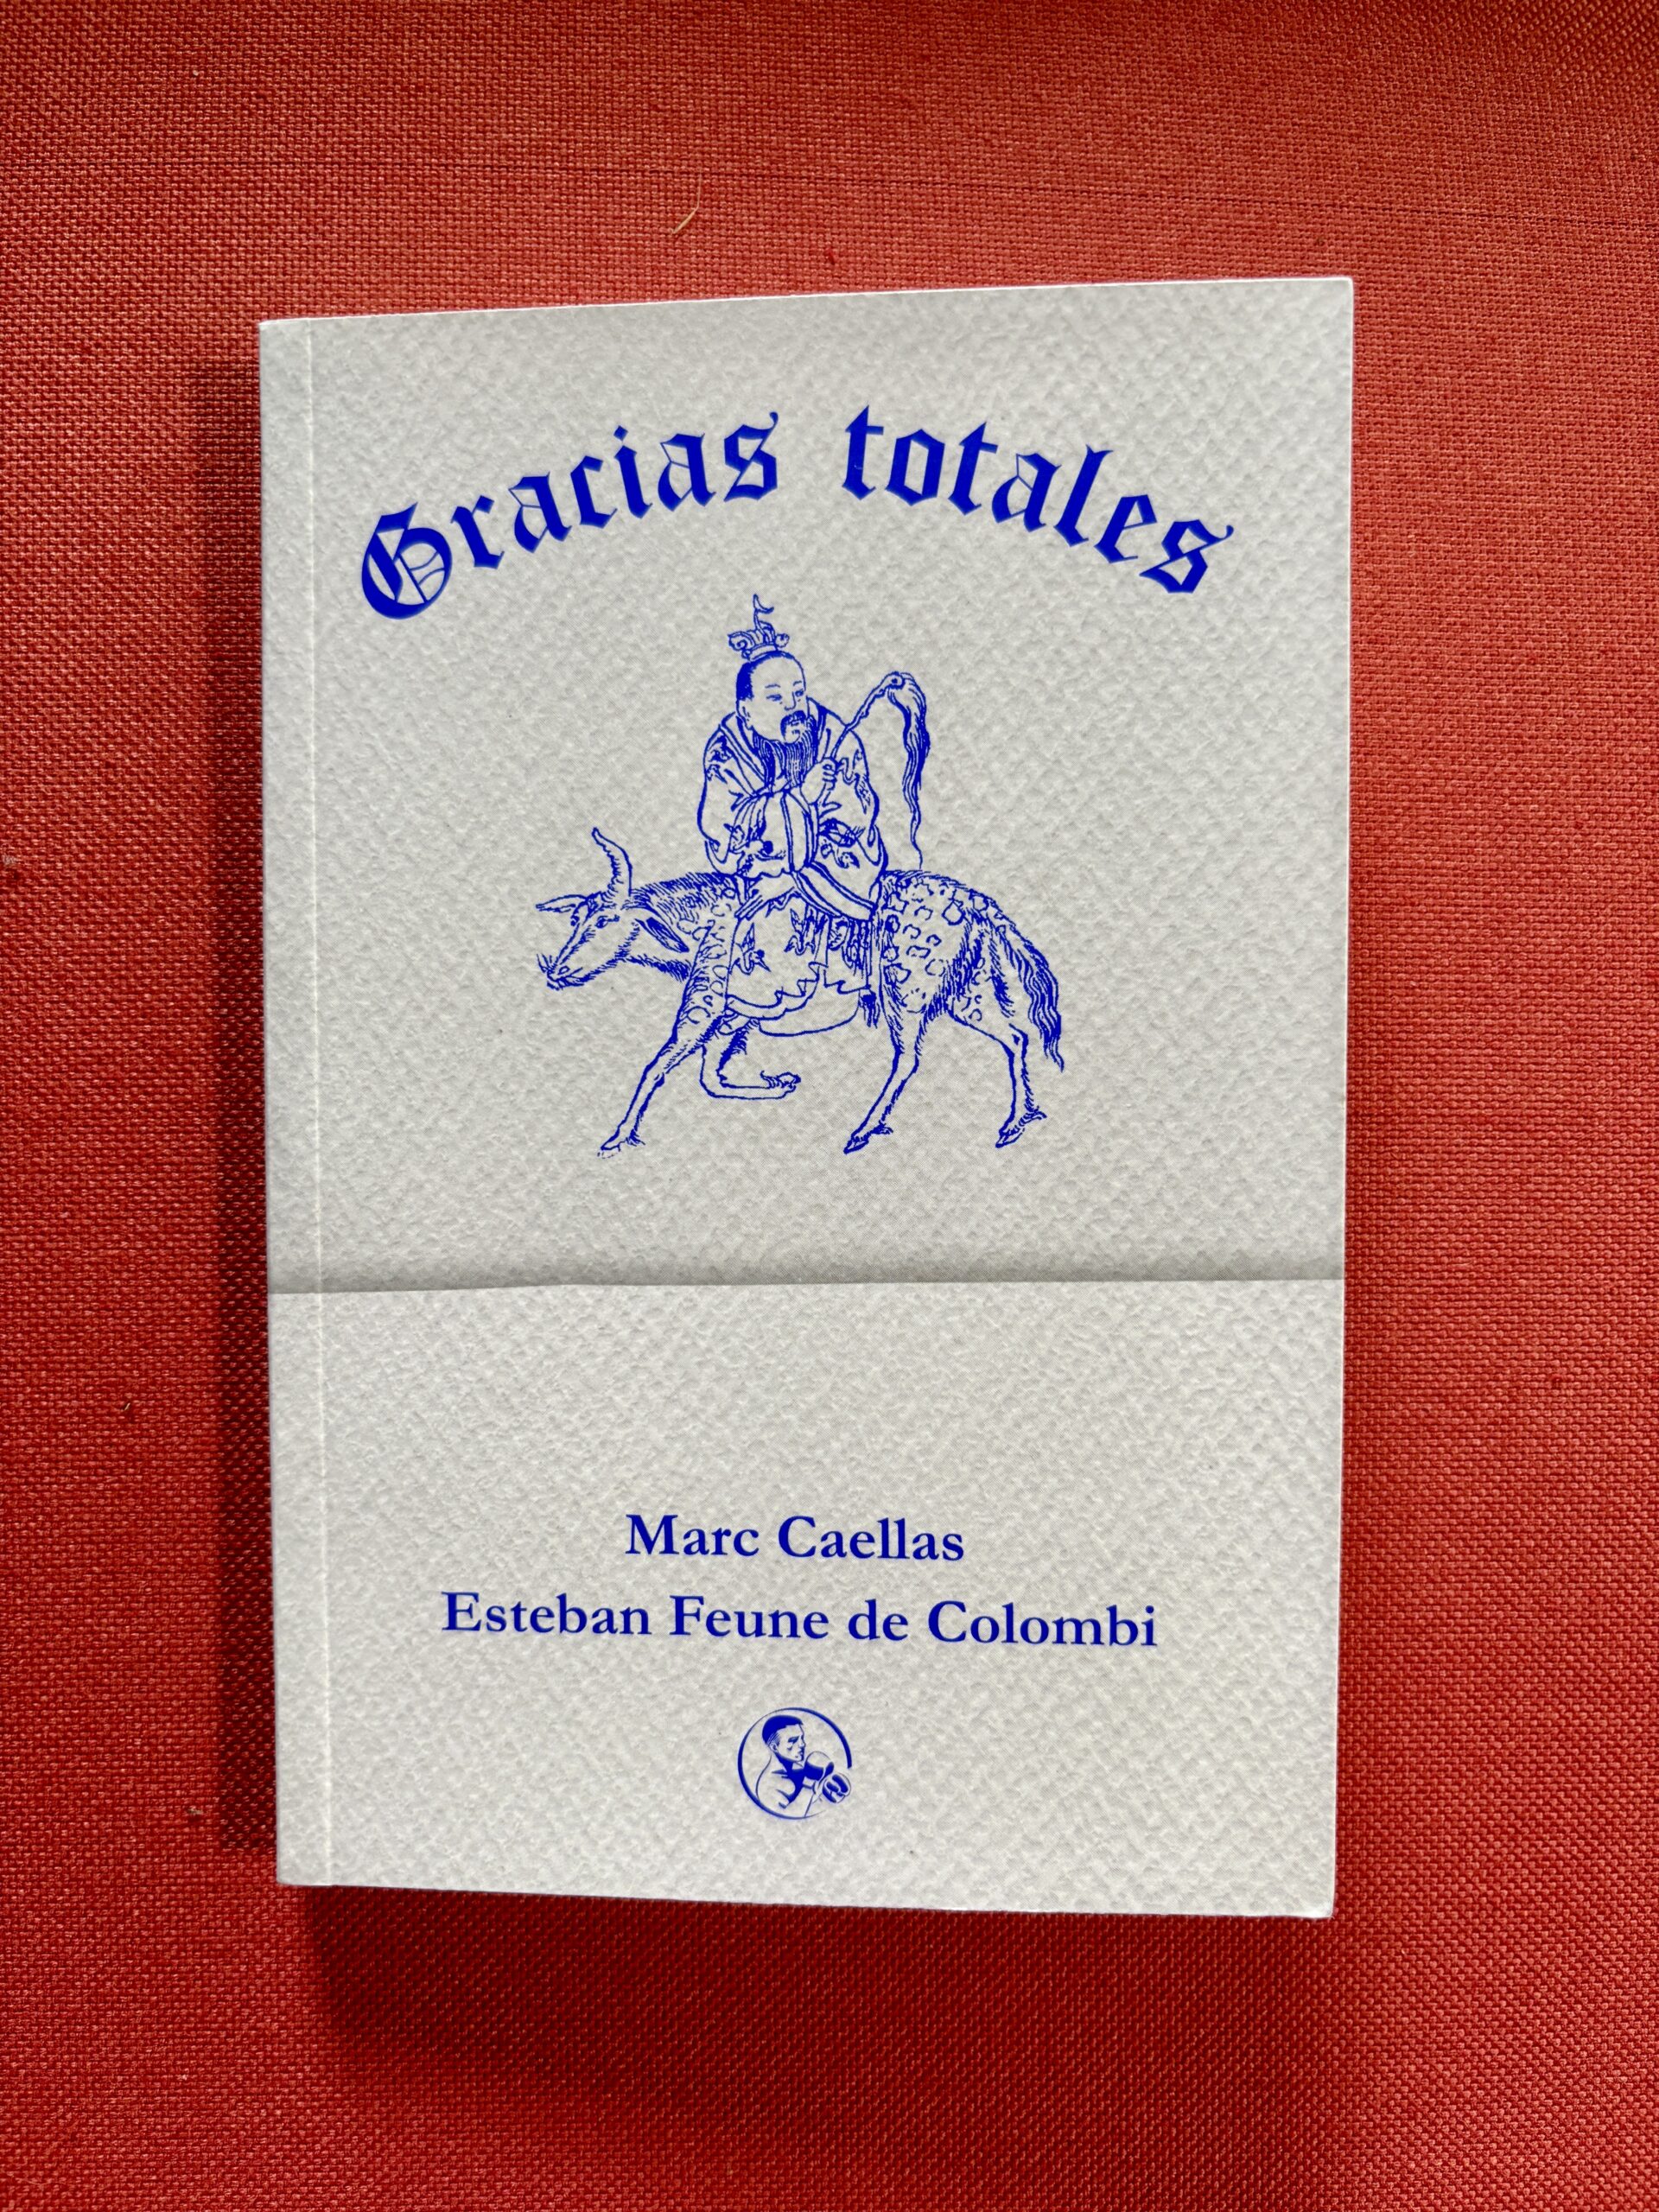 Gracias totales
Marc Caellas
Esteban Feune de Colombi